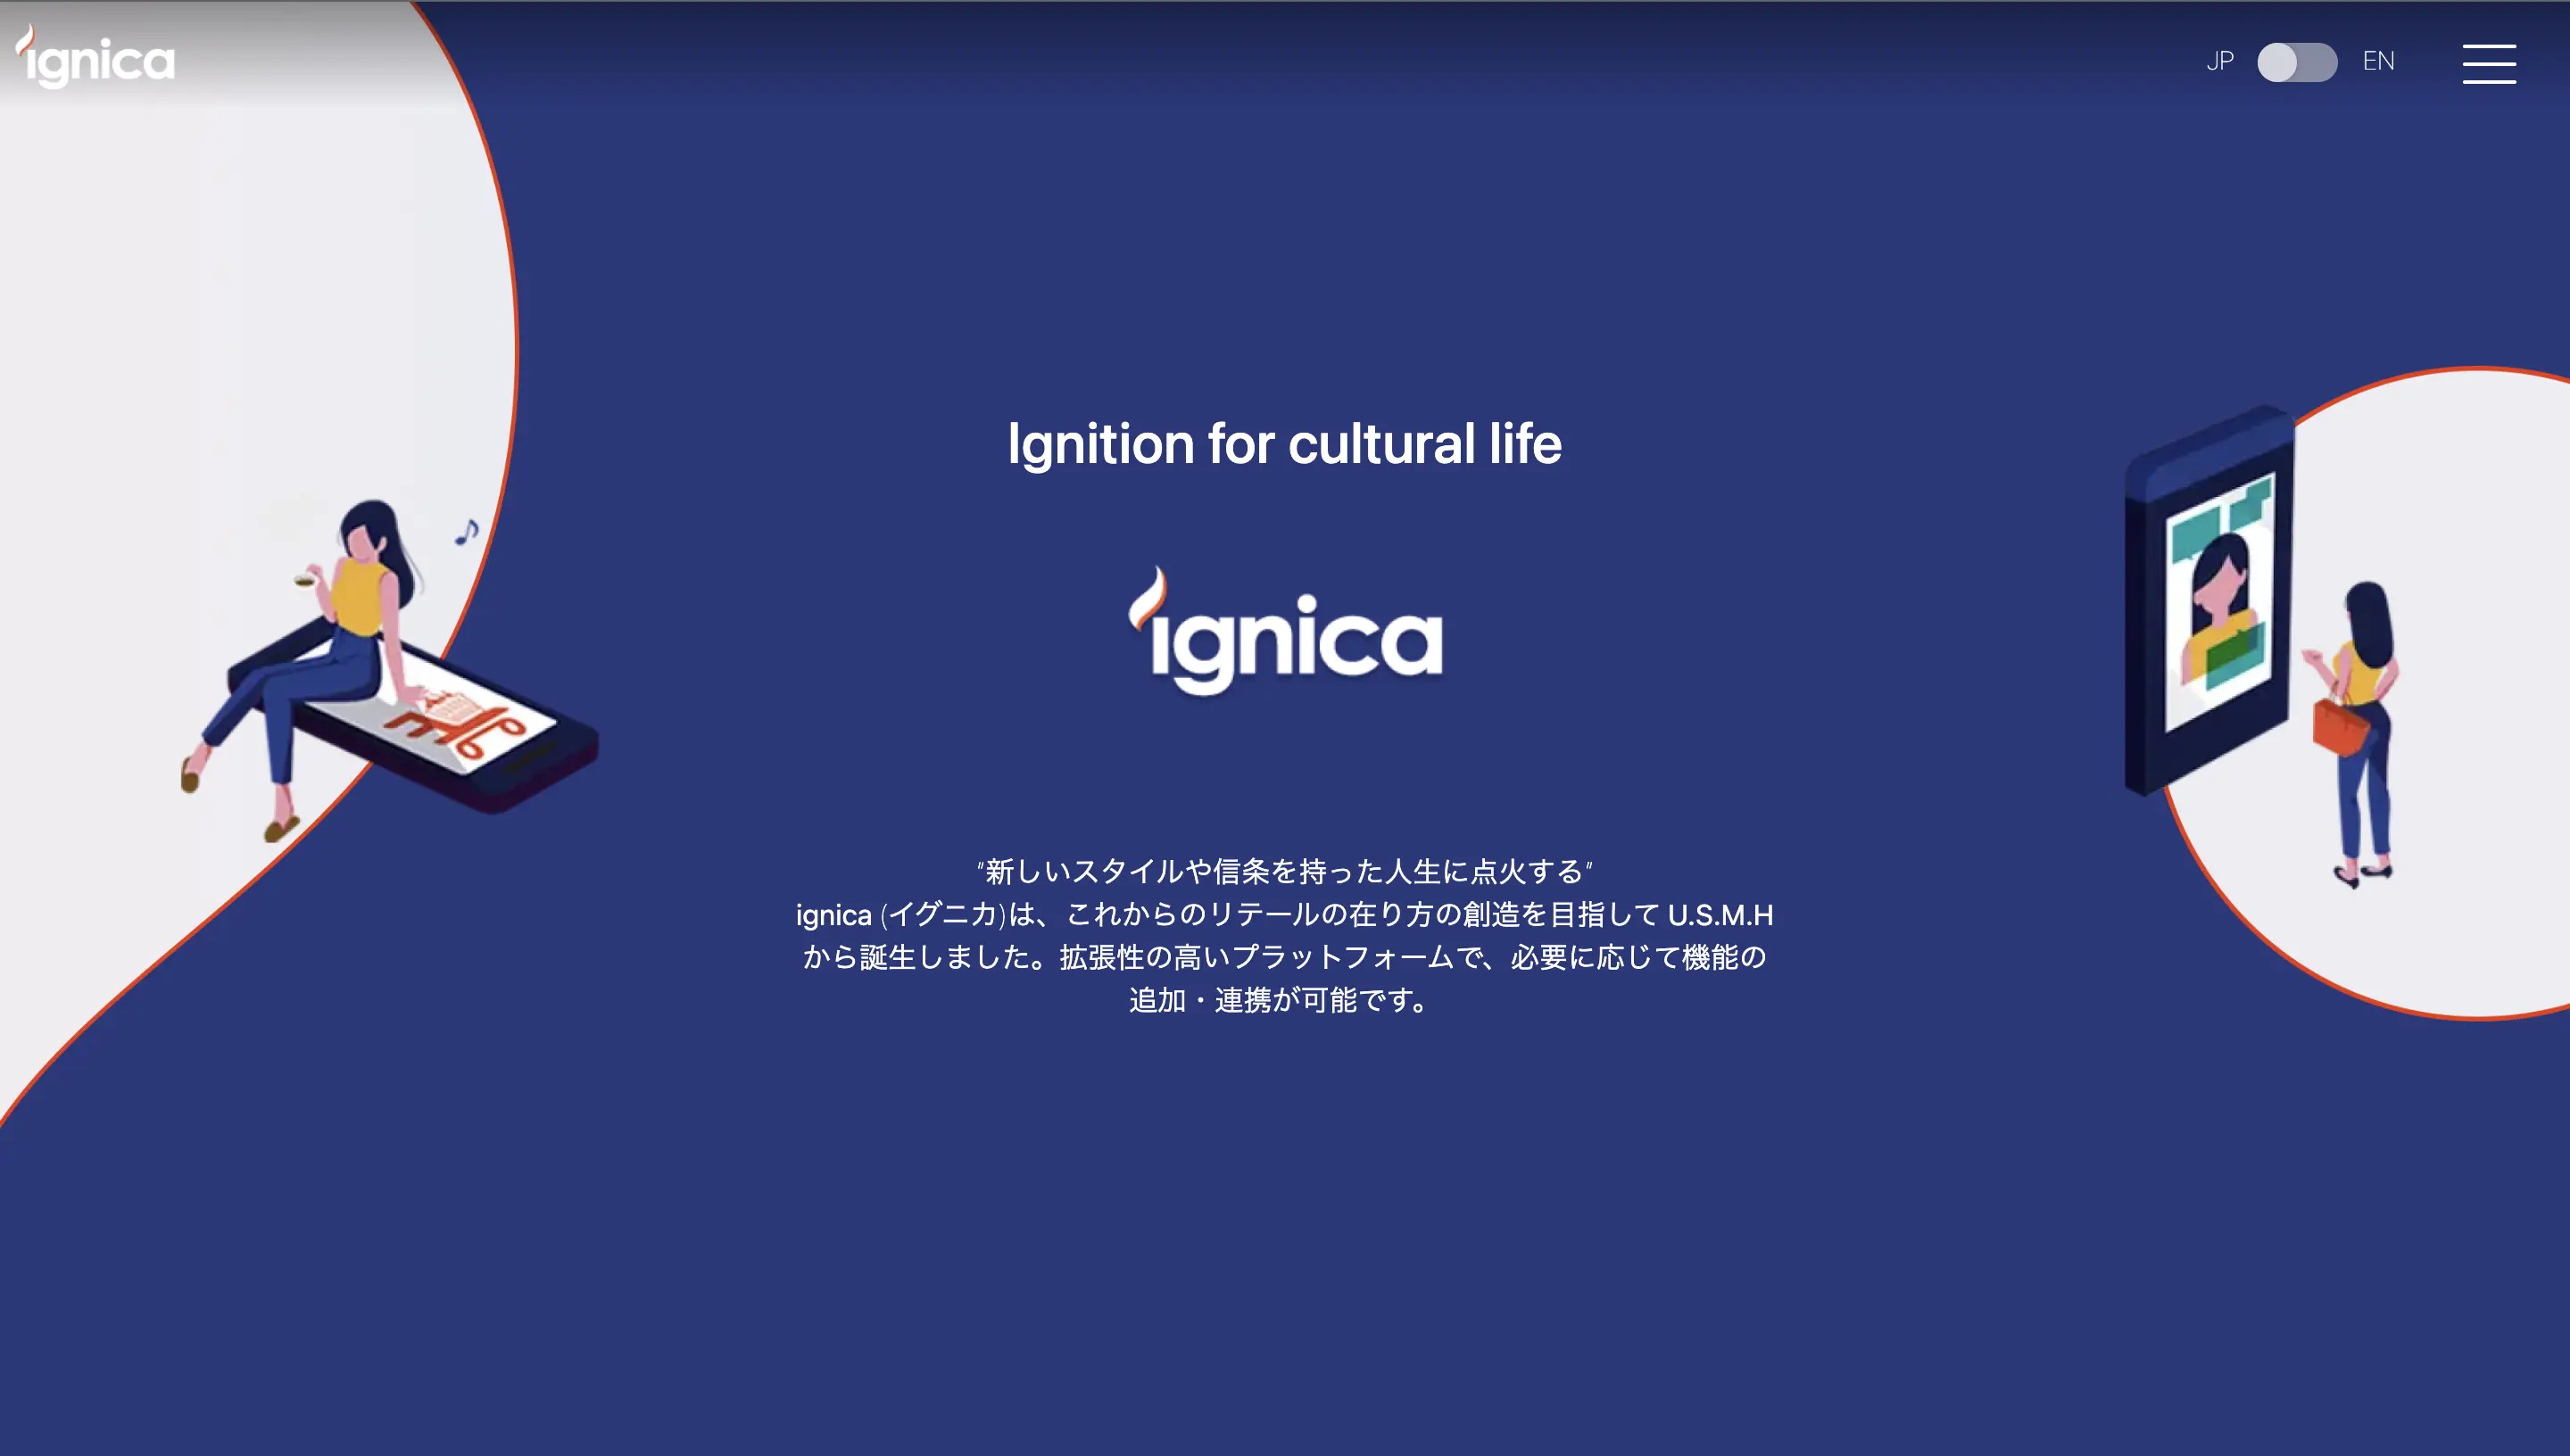 ignica
JP EN
Ignition for cultural life
ignica
"新しいスタイルや信条を持った人生に点火する"
ignica (イグニカ)は、これからのリテールの在り方の創造を目指して U.S.M.H
から誕生しました。拡張性の高いプラットフォームで、必要に応じて機能の
追加・連携が可能です。